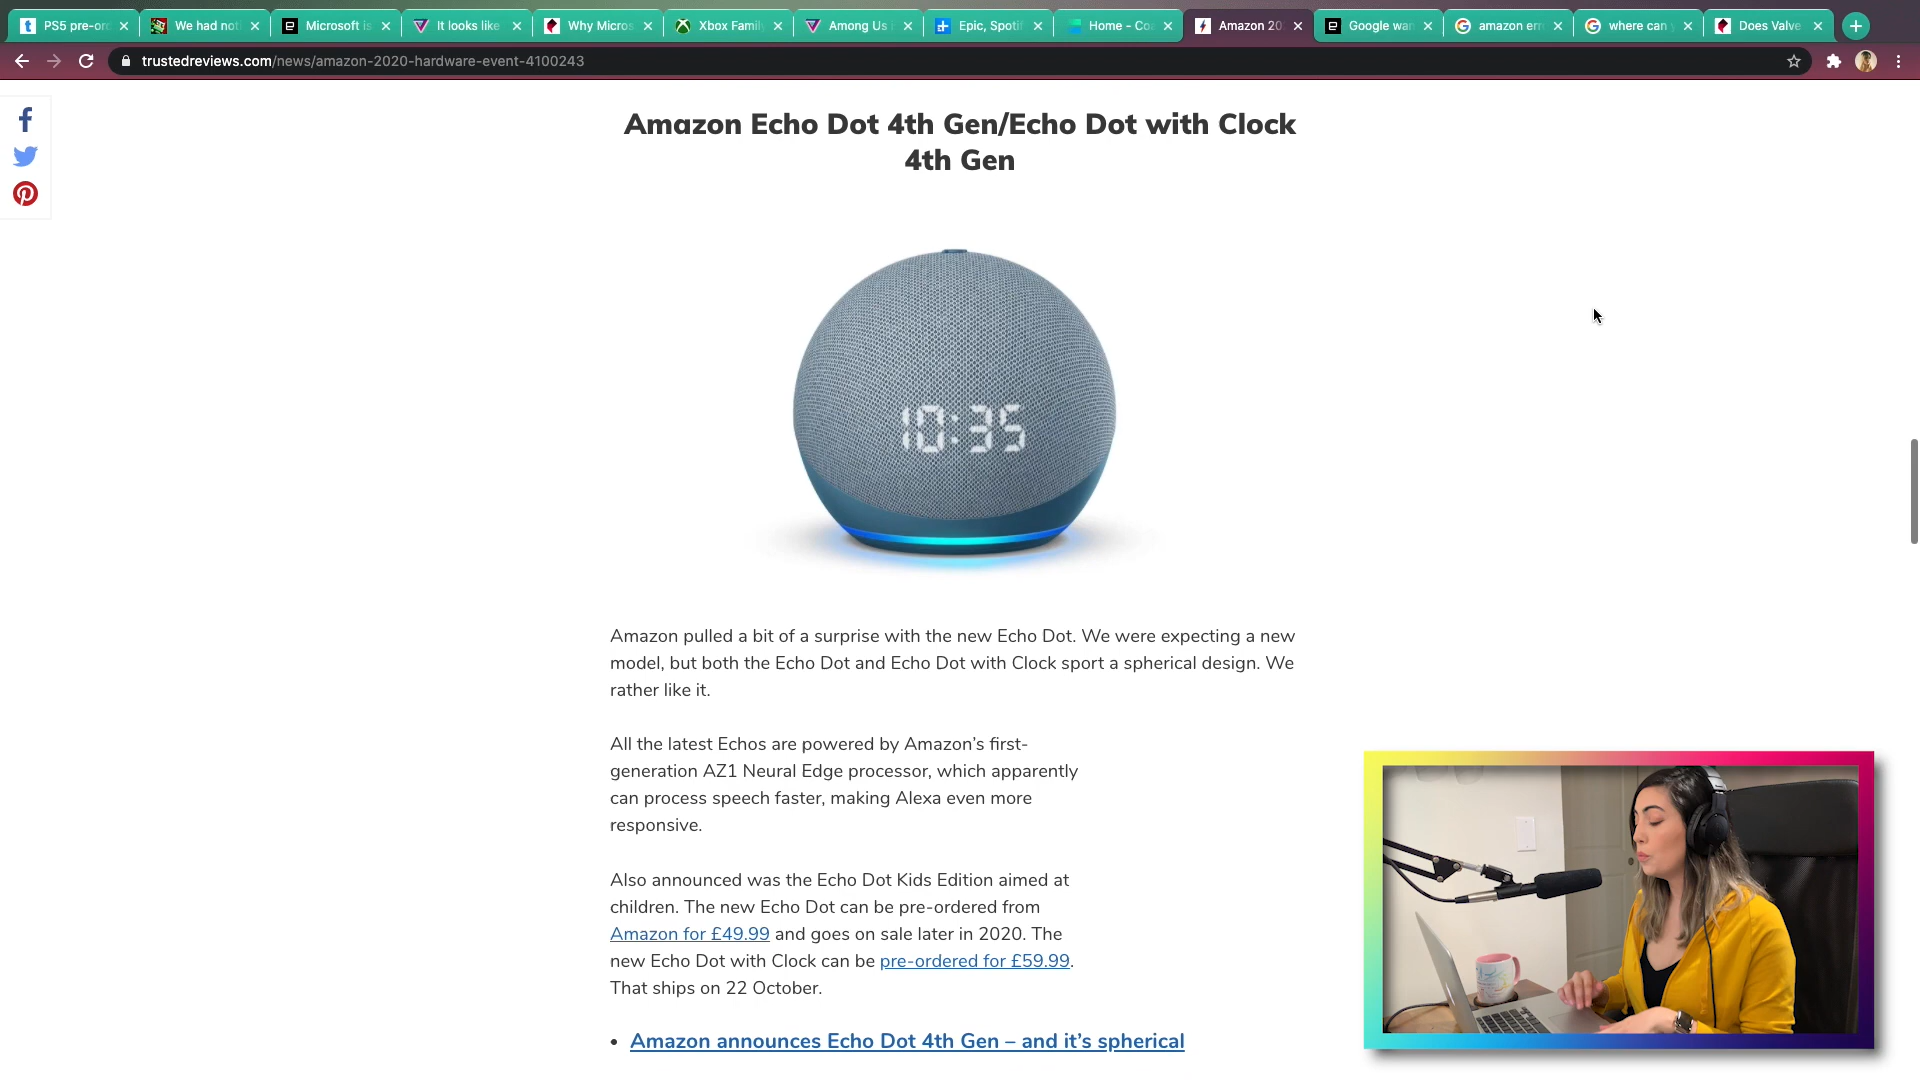 PS5 pre-or
We had not
Microsoft is
It looks like
Why Micros
Xbox Family
Among Us i
Epic, Spotif
Home - Co
Amazon 20
Google wan
amazon err
where can y
Does Valve
trustedreviews.com/news/amazon-2020-hardware-event-4100243
Amazon Echo Dot 4th Gen/Echo Dot with Clock
4th Gen
10:35
Amazon pulled a bit of a surprise with the new Echo Dot. We were expecting a new
model, but both the Echo Dot and Echo Dot with Clock sport a spherical design. We
rather like it.
All the latest Echos are powered by Amazon’s first-
generation AZ1 Neural Edge processor, which apparently
can process speech faster, making Alexa even more
responsive.
Also announced was the Echo Dot Kids Edition aimed at
children. The new Echo Dot can be pre-ordered from
Amazon for £49.99 and goes on sale later in 2020. The
new Echo Dot with Clock can be pre-ordered for £59.99.
That ships on 22 October.
• Amazon announces Echo Dot 4th Gen – and it’s spherical